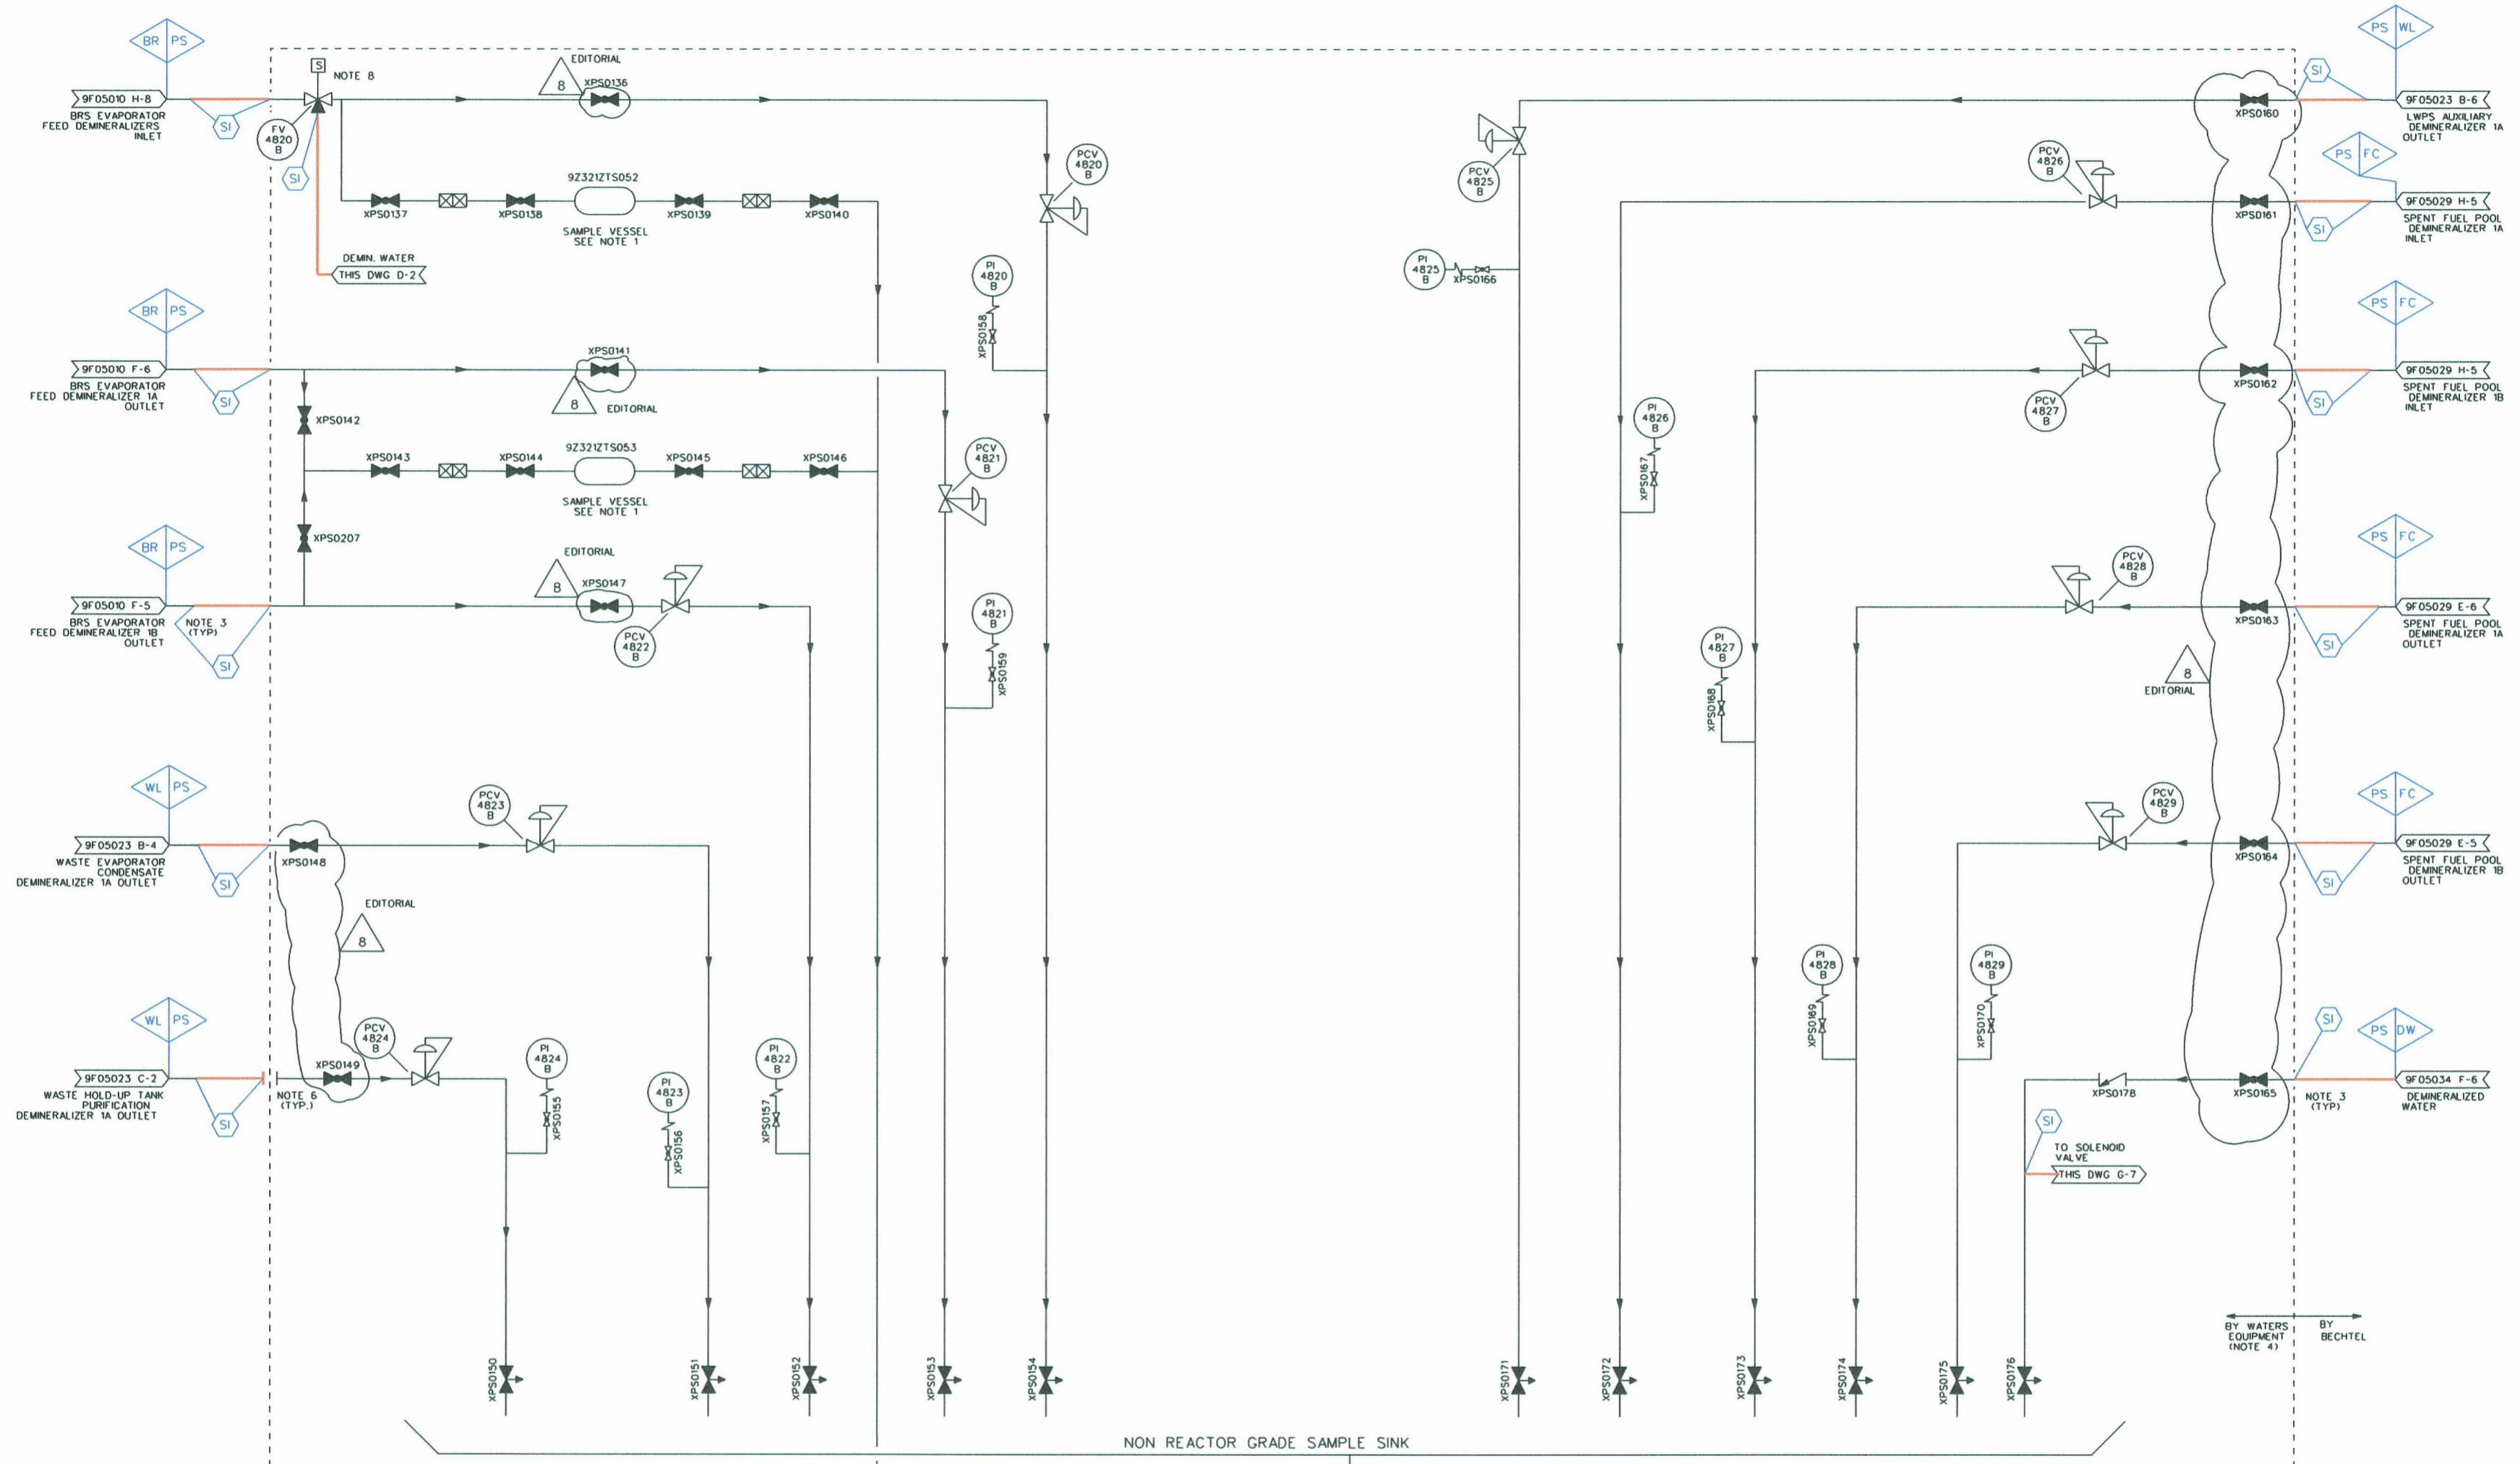 BR PS
9F05010 H-8
BRS EVAPORATOR
FEED DEMINERALIZERS
INLET
SI
S
NOTE 8
FV
4820
B
SI
EDITORIAL
8
XPS0136
XPS0137
XPS0138
9Z321ZTS052
SAMPLE VESSEL
SEE NOTE 1
XPS0139
XPS0140
DEMIN. WATER
THIS DWG D-2
PCV
4820
B
PI
4820
B
XPS0158
BR PS
9F05010 F-6
BRS EVAPORATOR
FEED DEMINERALIZER 1A
OUTLET
SI
XPS0141
8
EDITORIAL
XPS0142
XPS0143
XPS0144
9Z321ZTS053
SAMPLE VESSEL
SEE NOTE 1
XPS0145
XPS0146
PCV
4821
B
XPS0207
BR PS
9F05010 F-5
BRS EVAPORATOR
FEED DEMINERALIZER 1B
OUTLET
NOTE 3
(TYP)
SI
EDITORIAL
8
XPS0147
PCV
4822
B
PI
4821
B
XPS0159
WL PS
9F05023 B-4
WASTE EVAPORATOR
CONDENSATE
DEMINERALIZER 1A OUTLET
SI
XPS0148
EDITORIAL
8
PCV
4823
B
WL PS
9F05023 C-2
WASTE HOLD-UP TANK
PURIFICATION
DEMINERALIZER 1A OUTLET
SI
NOTE 6
(TYP.)
XPS0149
PCV
4824
B
PI
4824
B
XPS0155
PI
4823
B
XPS0156
PI
4822
B
XPS0157
XPS0150
XPS0151
XPS0152
XPS0153
XPS0154
PS WL
SI
9F05023 B-6
LWPS AUXILIARY
DEMINERALIZER 1A
OUTLET
XPS0160
PCV
4825
B
PI
4825
B
XPS0166
PS FC
9F05029 H-5
SPENT FUEL POOL
DEMINERALIZER 1A
INLET
SI
XPS0161
PCV
4826
B
PI
4826
B
XPS0167
PS FC
9F05029 H-5
SPENT FUEL POOL
DEMINERALIZER 1B
INLET
SI
XPS0162
PCV
4827
B
PI
4827
B
XPS0168
PS FC
9F05029 E-6
SPENT FUEL POOL
DEMINERALIZER 1A
OUTLET
SI
XPS0163
PCV
4828
B
8
EDITORIAL
PI
4828
B
XPS0169
PS FC
9F05029 E-5
SPENT FUEL POOL
DEMINERALIZER 1B
OUTLET
SI
XPS0164
PCV
4829
B
PI
4829
B
XPS0170
SI
PS DW
9F05034 F-6
DEMINERALIZED
WATER
NOTE 3
(TYP)
XPS0165
XPS0178
SI
TO SOLENOID
VALVE
THIS DWG G-7
BY WATERS
EQUIPMENT
(NOTE 4)
BY
BECHTEL
XPS0171
XPS0172
XPS0173
XPS0174
XPS0175
XPS0176
NON REACTOR GRADE SAMPLE SINK